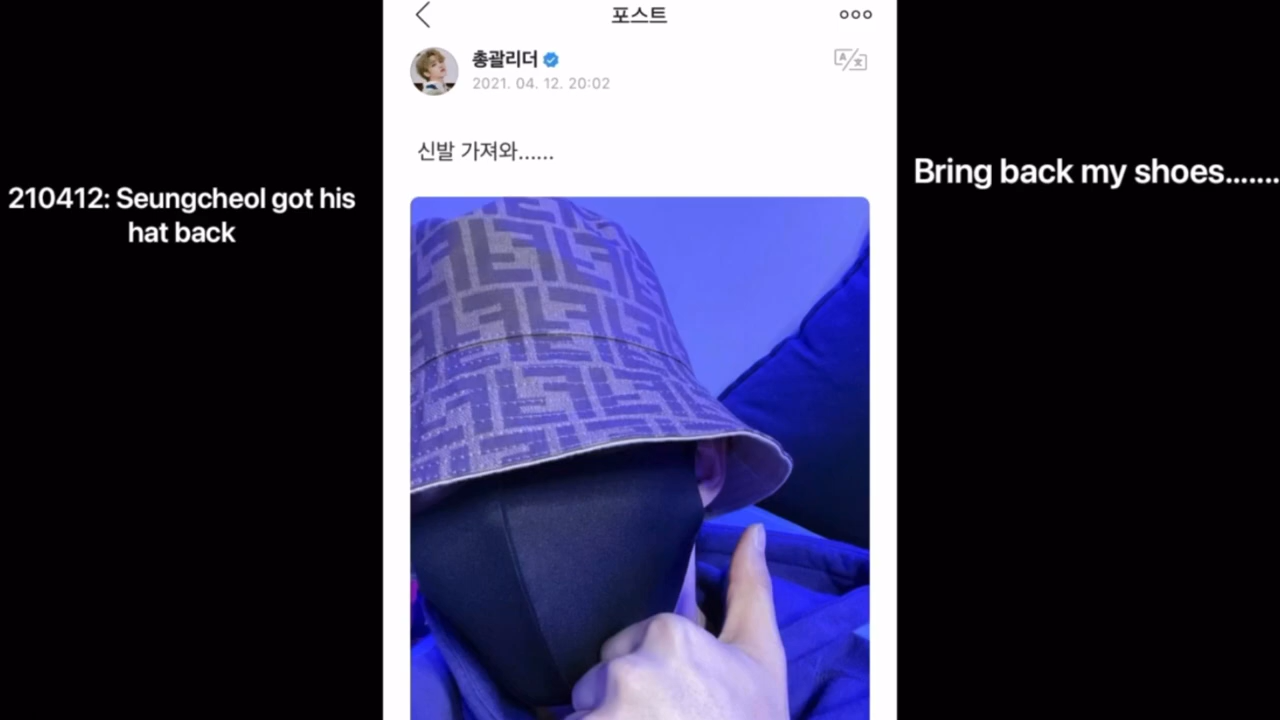 포스트
총괄리더
2021. 04. 12. 20:02
신발 가져와......
210412: Seungcheol got his
hat back
Bring back my shoes.......